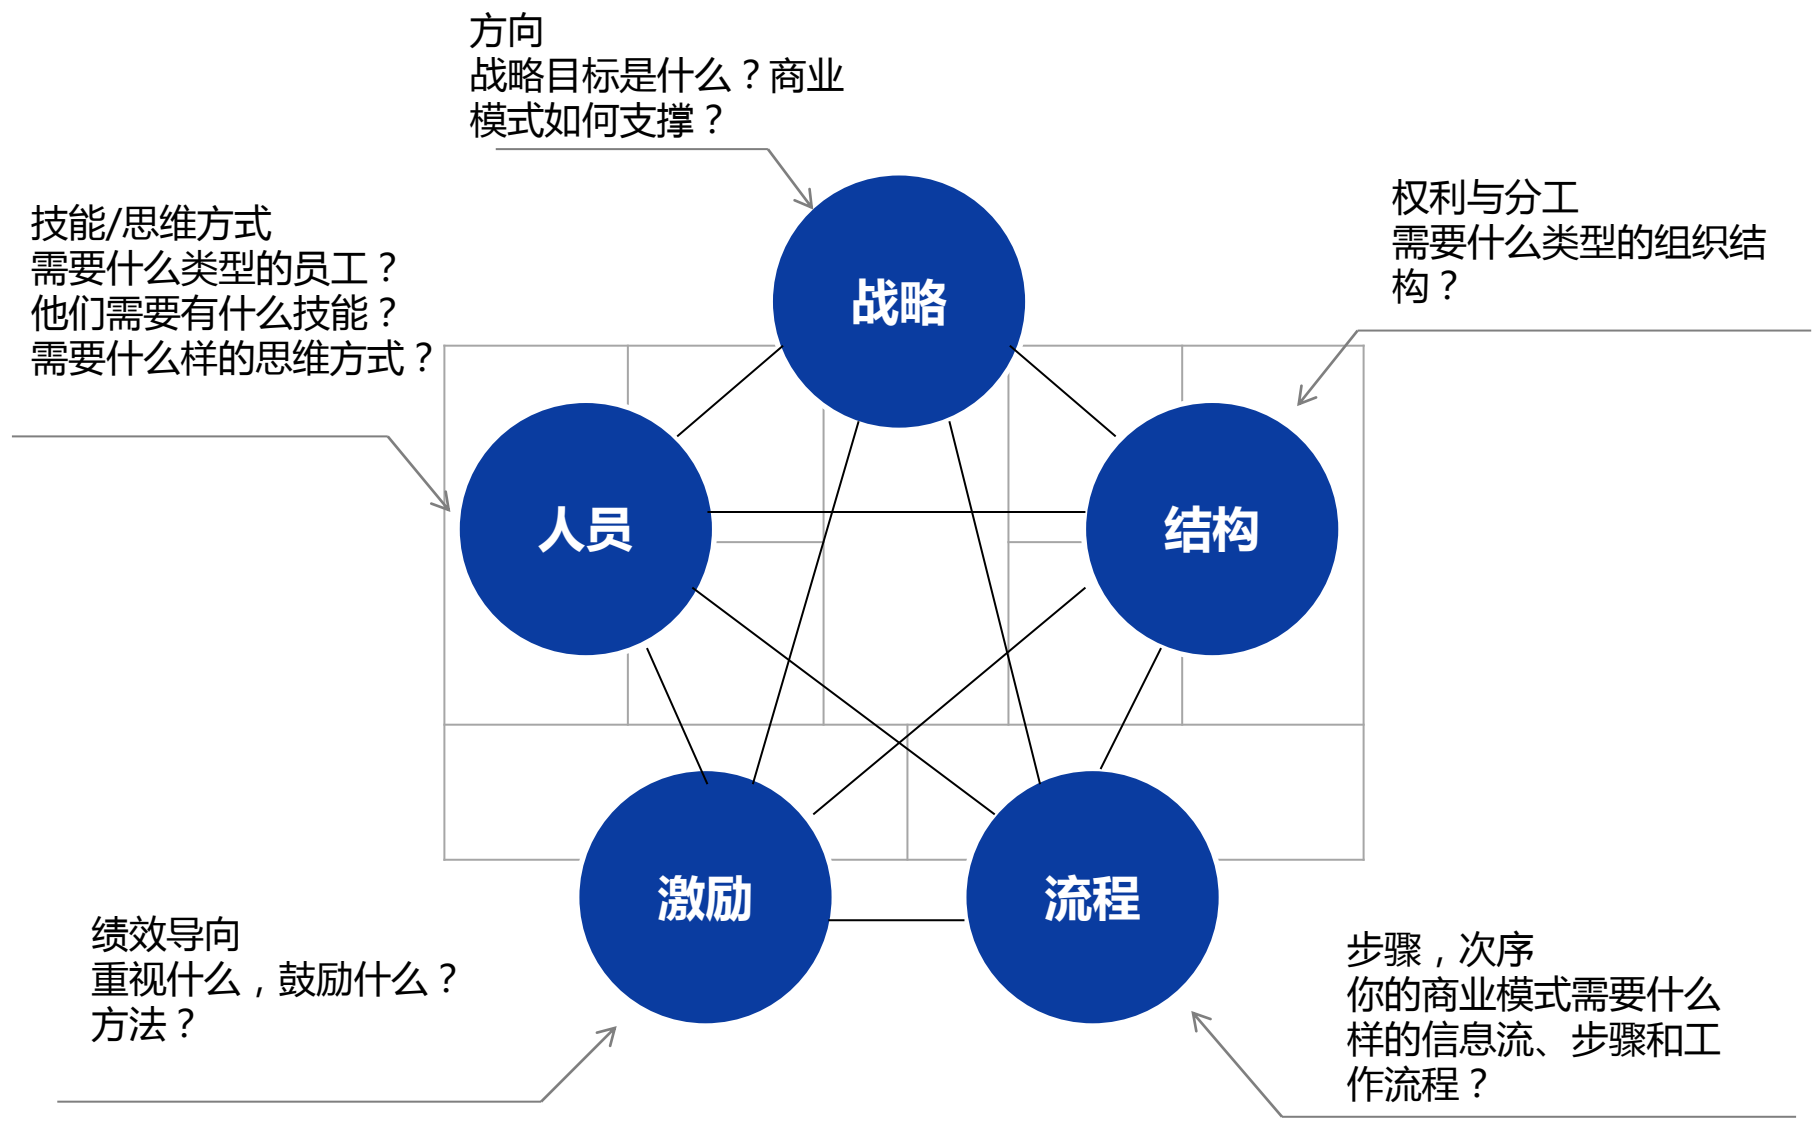 方向
战略目标是什么？商业
模式如何支撑？
权利与分工
需要什么类型的组织结
构？
技能/思维方式
需要什么类型的员工？
他们需要有什么技能？
需要什么样的思维方式？
战略
人员
结构
激励
流程
绩效导向
重视什么，鼓励什么？
方法？
步骤，次序
你的商业模式需要什么
样的信息流、步骤和工
作流程？